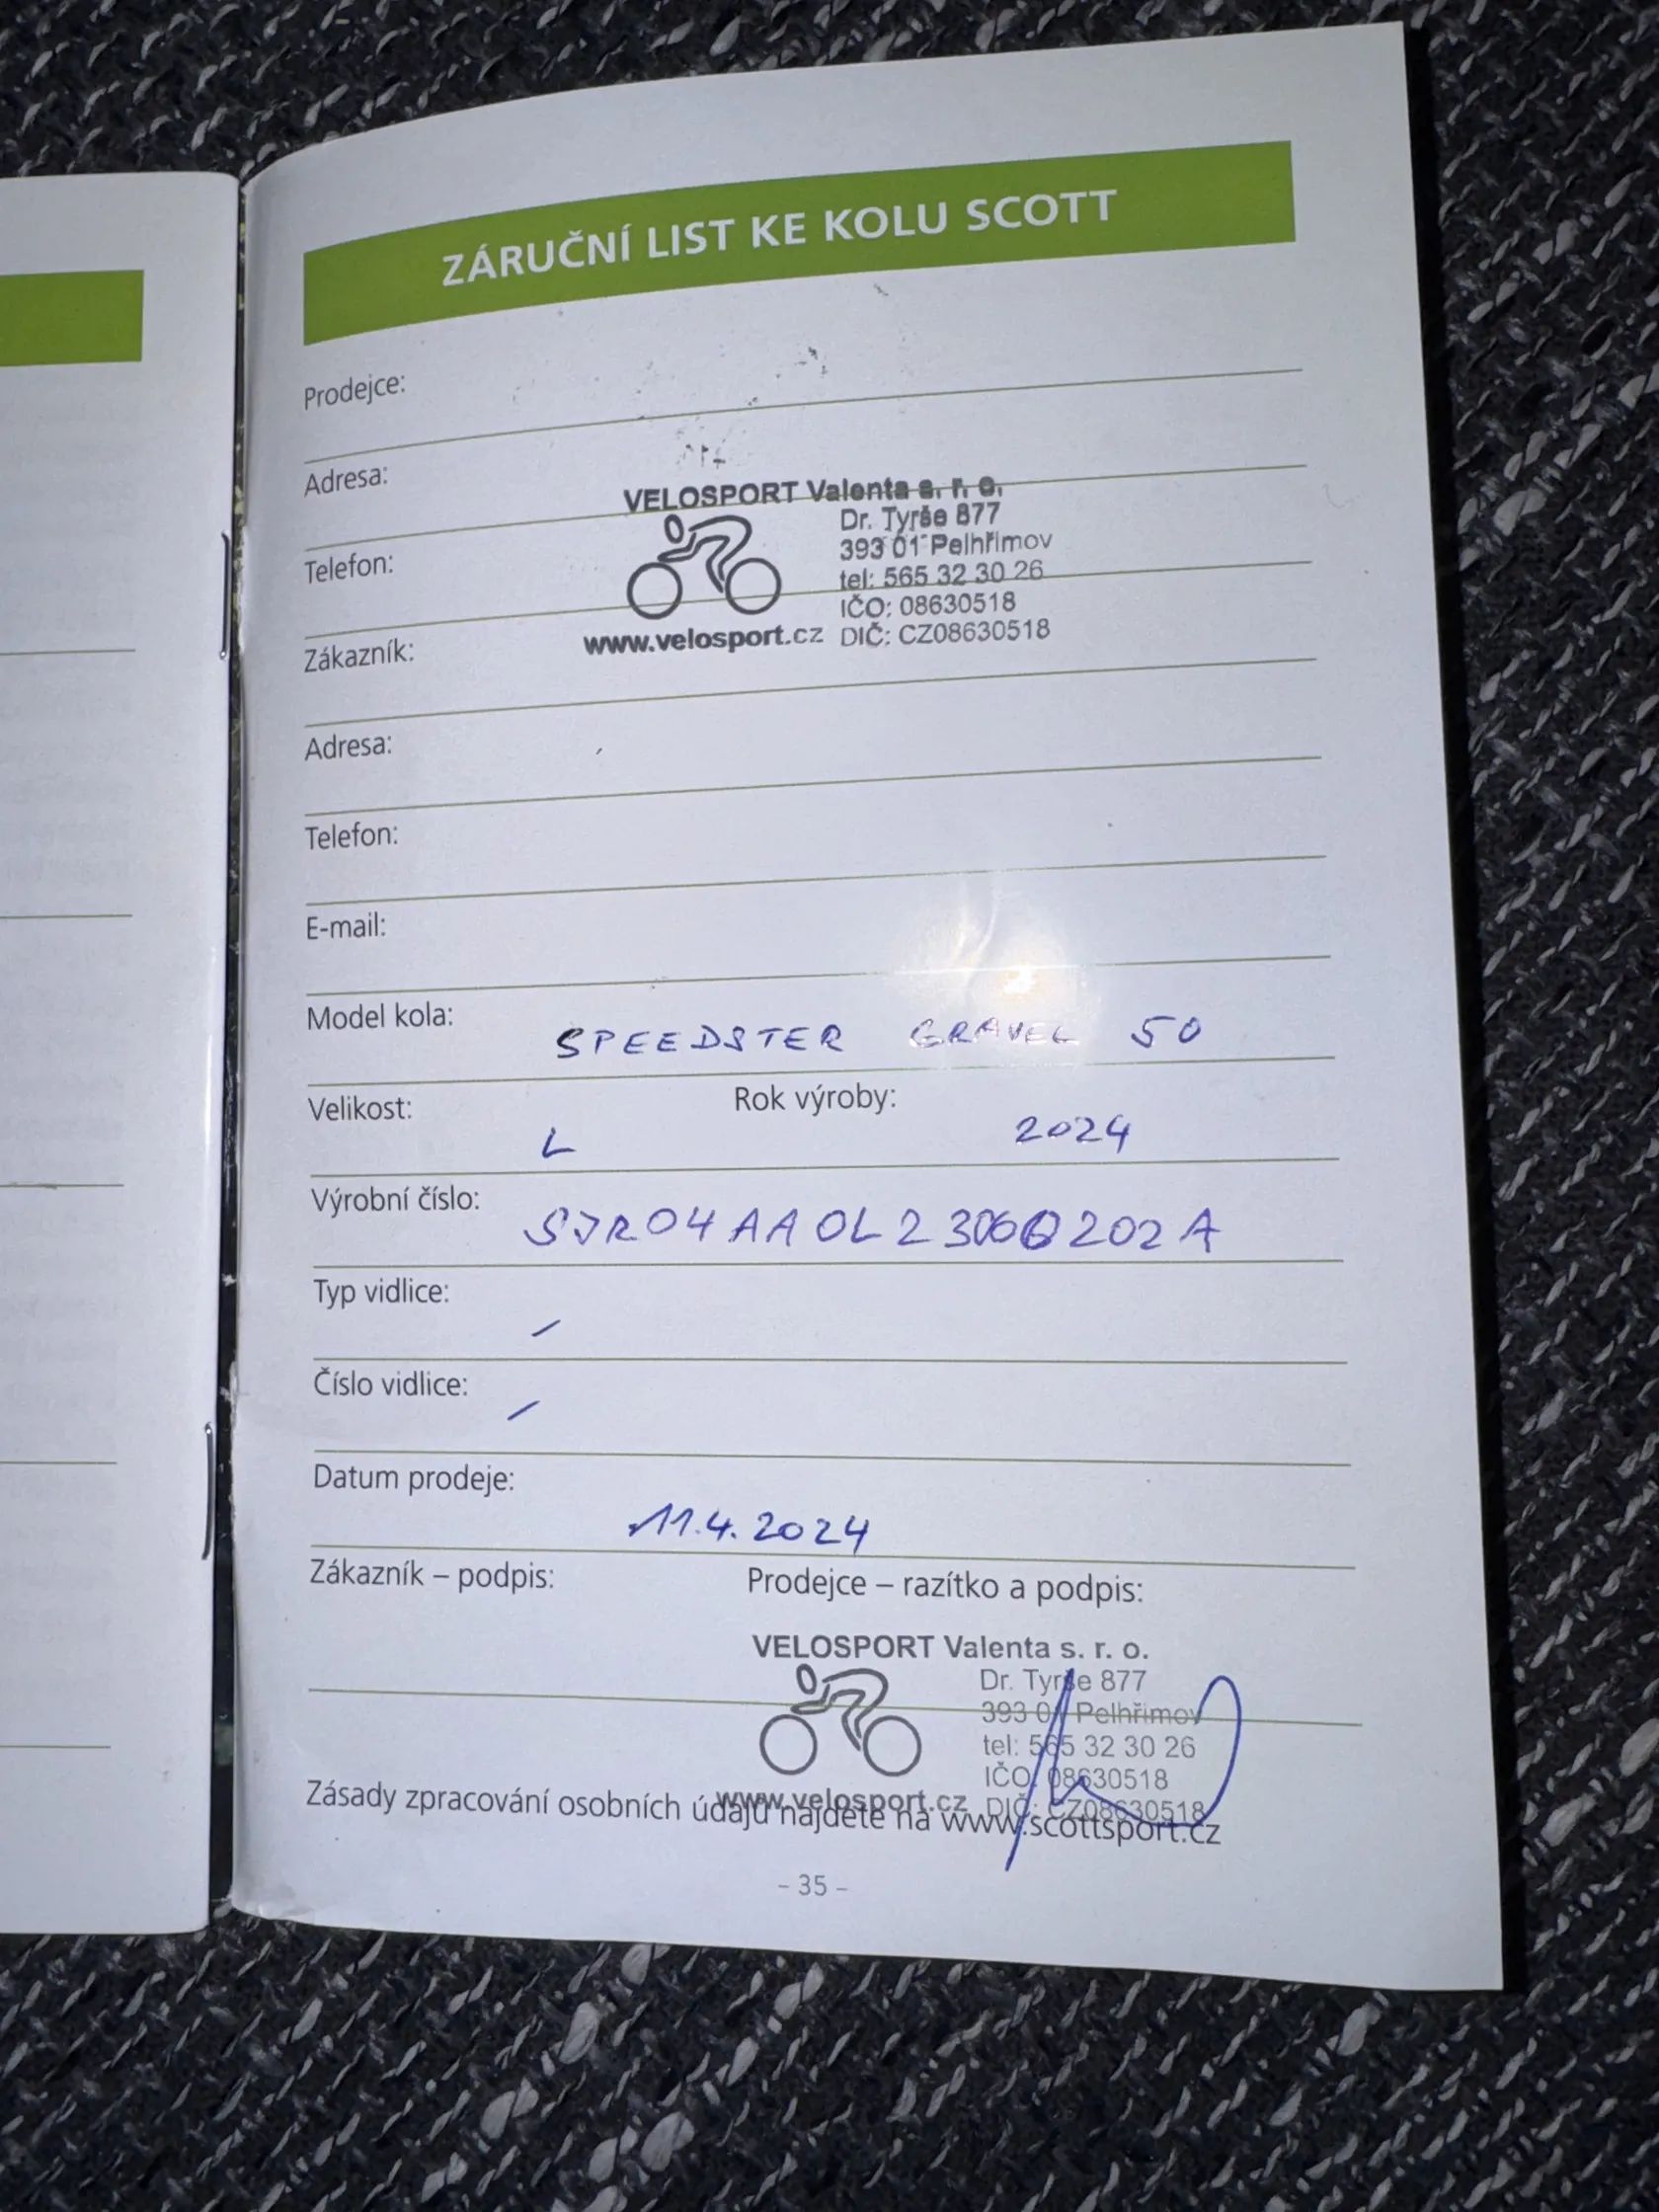 ZÁRUČNÍ LIST KE KOLU SCOTT
Prodejce:
Adresa:
VELOSPORT Valenta s. r. o.
Dr. Tyrše 877
393 01 Pelhřimov
Telefon:
tel: 565 32 30 26
IČO: 08630518
www.velosport.cz DIČ: CZ08630518
Zákazník:
Adresa:
Telefon:
E-mail:
Model kola: SPEEDSTER GRAVEL 50
Velikost: L Rok výroby: 2024
Výrobní číslo:
Typ vidlice: /
Číslo vidlice: /
Datum prodeje: 11.4.2024
Zákazník – podpis: Prodejce – razítko a podpis:
VELOSPORT Valenta s. r. o.
Dr. Tyrše 877
393 01 Pelhřimov
tel: 565 32 30 26
IČO: 08630518
www.velosport.cz DIČ: CZ08630518
Zásady zpracování osobních údajů najdete na www.scottsport.cz
– 35 –